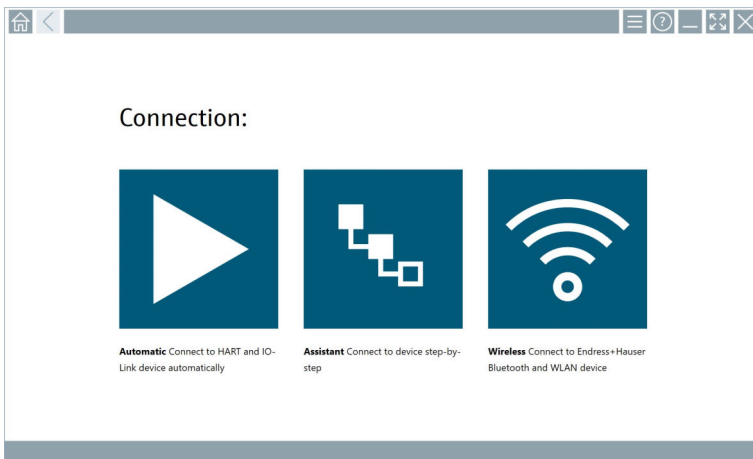 Connection:
Automatic Connect to HART and IO-
Link device automatically
Assistant Connect to device step-by-
step
Wireless Connect to Endress+Hauser
Bluetooth and WLAN device